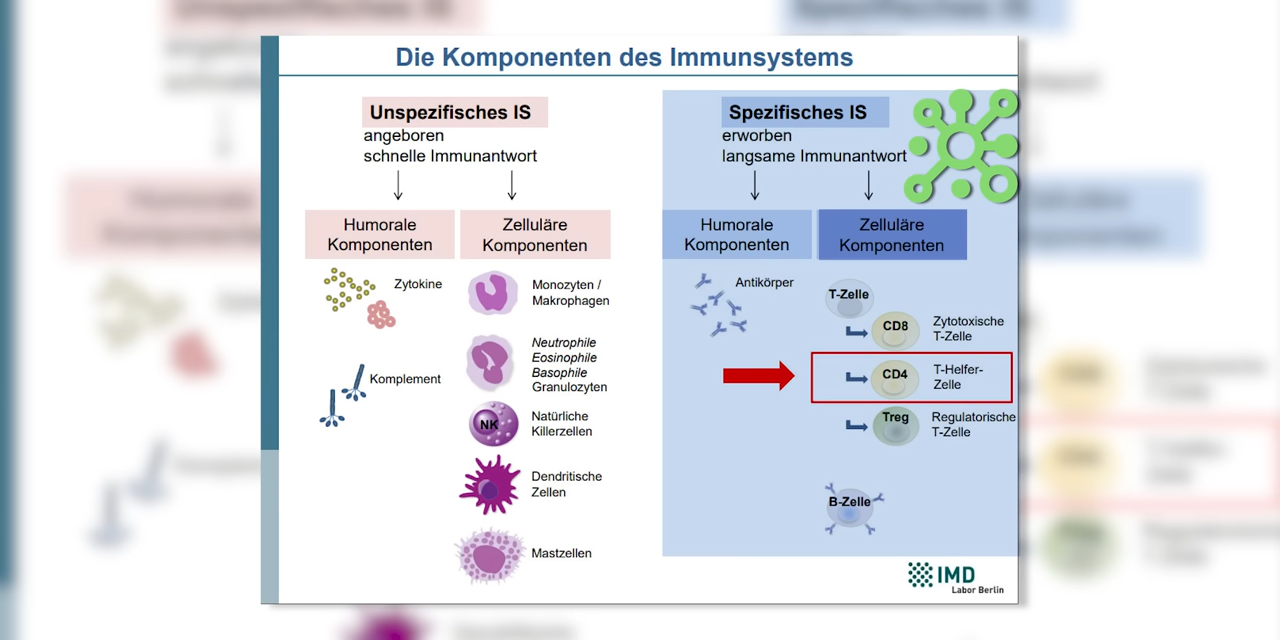 Die Komponenten des Immunsystems
Unspezifisches IS
angeboren
schnelle Immunantwort
Humorale
Komponenten
Zelluläre
Komponenten
Zytokine
Komplement
Monozyten /
Makrophagen
Neutrophile
Eosinophile
Basophile
Granulozyten
NK
Natürliche
Killerzellen
Dendritische
Zellen
Mastzellen
Spezifisches IS
erworben
langsame Immunantwort
Humorale
Komponenten
Zelluläre
Komponenten
Antikörper
T-Zelle
CD8
Zytotoxische
T-Zelle
CD4
T-Helfer-
Zelle
Treg
Regulatorische
T-Zelle
B-Zelle
IMD
Labor Berlin